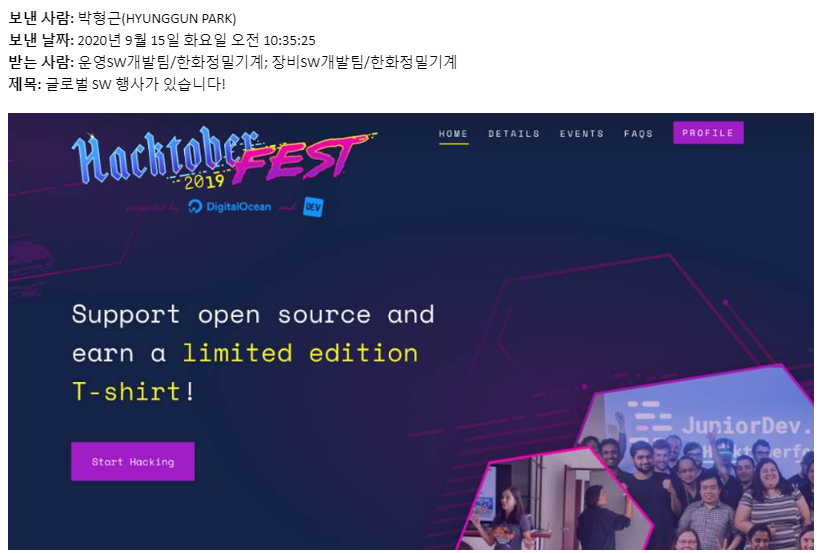 보낸 사람: 박형근(HYUNGGUN PARK)
보낸 날짜: 2020년 9월 15일 화요일 오전 10:35:25
받는 사람: 운영SW개발팀/한화정밀기계; 장비SW개발팀/한화정밀기계
제목: 글로벌 SW 행사가 있습니다!
Hacktober FEST
2019
presented by DigitalOcean and DEV
HOME DETAILS EVENTS FAQS PROFILE
Support open source and
earn a limited edition
T-shirt!
Start Hacking
JuniorDev.